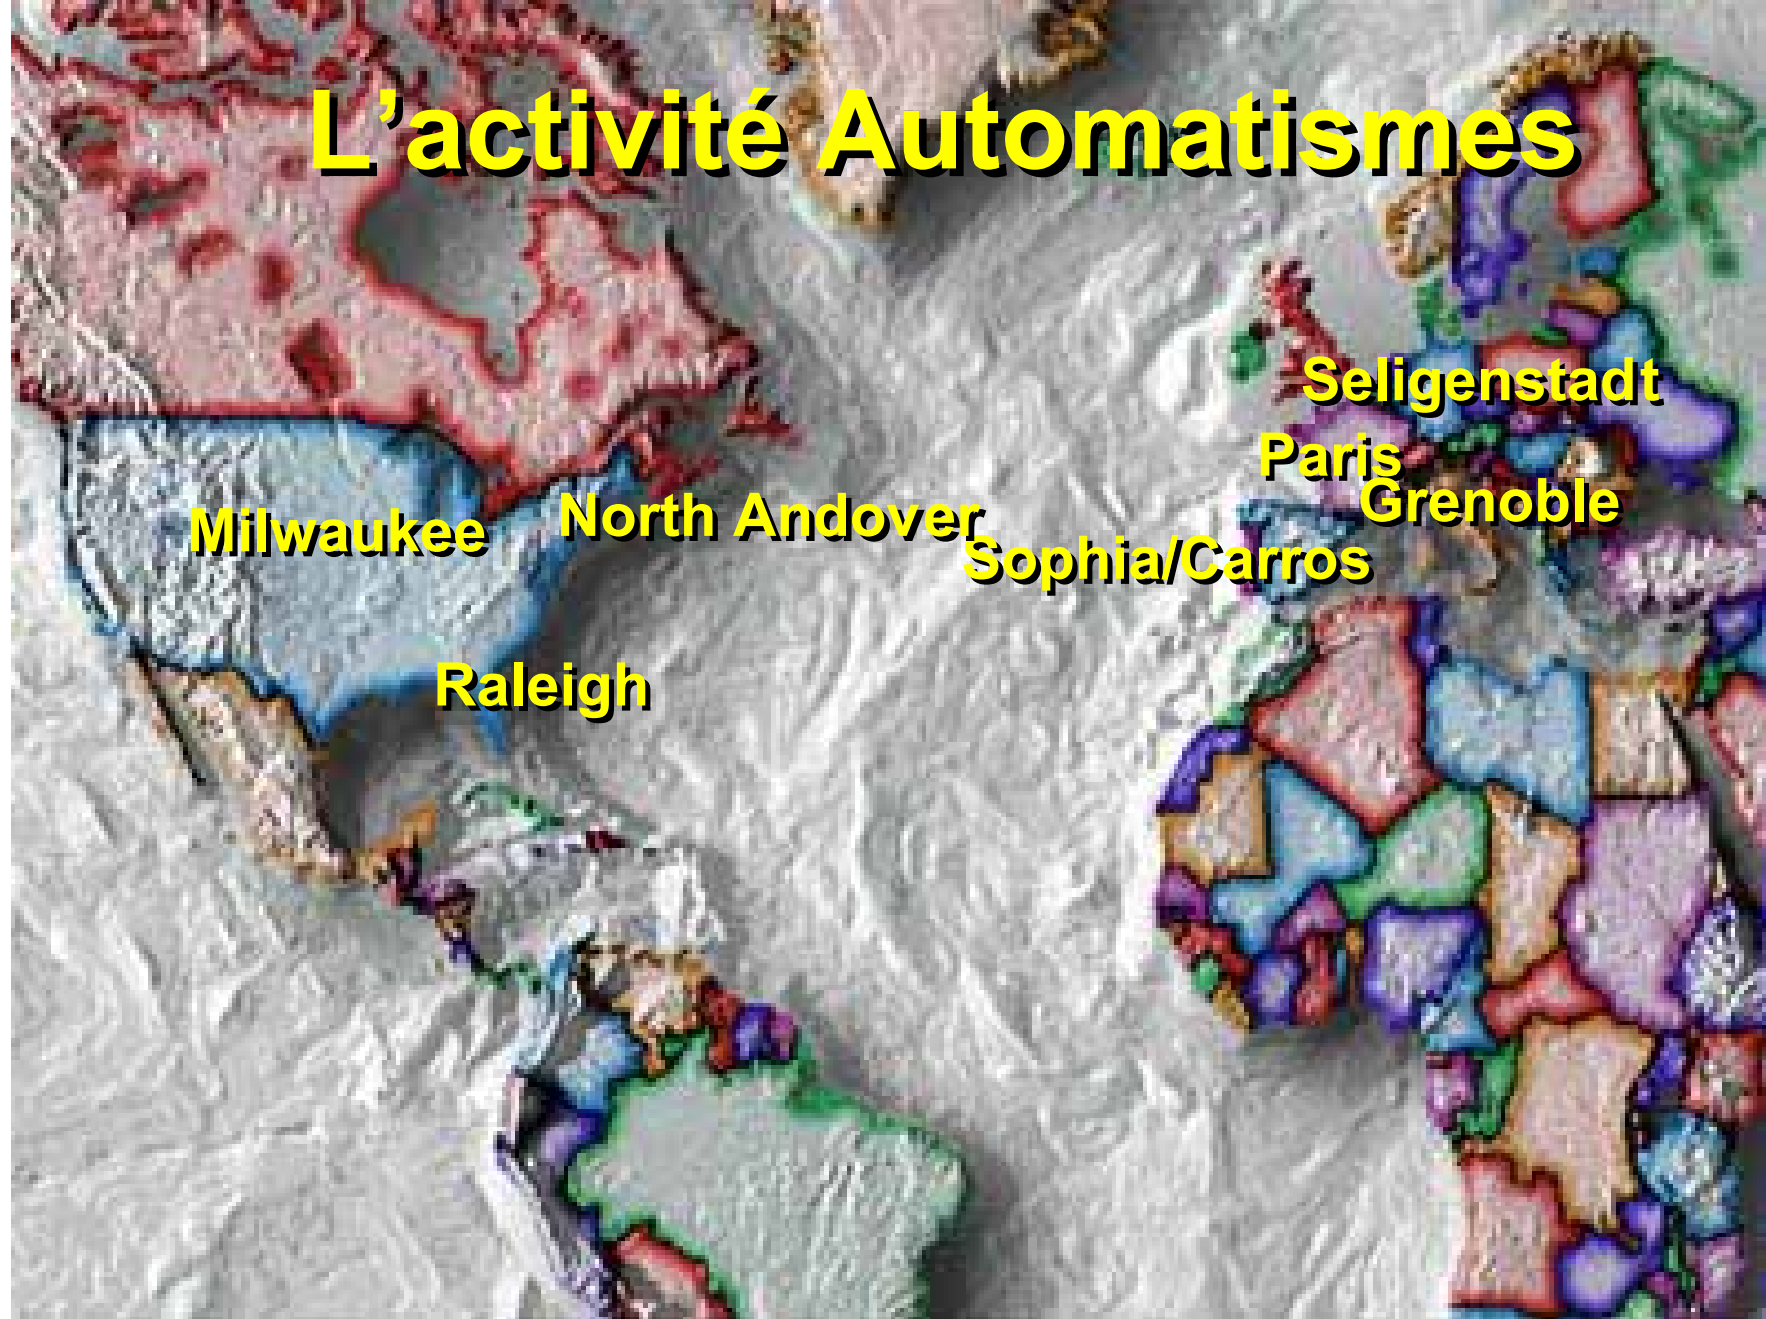 L’activité Automatismes
Seligenstadt
Paris
Grenoble
North Andover
Milwaukee
Sophia/Carros
Raleigh